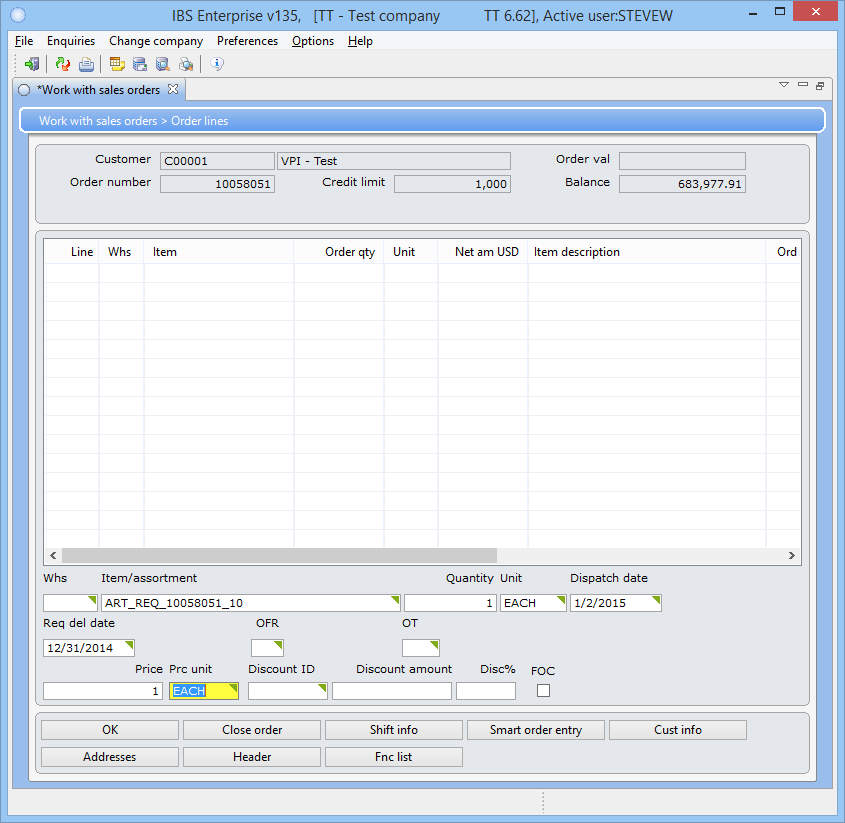 IBS Enterprise v135, [TT - Test company TT 6.62], Active user:STEVEW
File Enquiries Change company Preferences Options Help
*Work with sales orders
Work with sales orders > Order lines
Customer C00001 VPI - Test Order val
Order number 10058051 Credit limit 1,000 Balance 683,977.91
Line Whs Item Order qty Unit Net am USD Item description Ord
Whs Item/assortment Quantity Unit Dispatch date
ART_REQ_10058051_10 1 EACH 1/2/2015
Req del date OFR OT
12/31/2014
Price Prc unit Discount ID Discount amount Disc% FOC
1 EACH
OK Close order Shift info Smart order entry Cust info
Addresses Header Fnc list